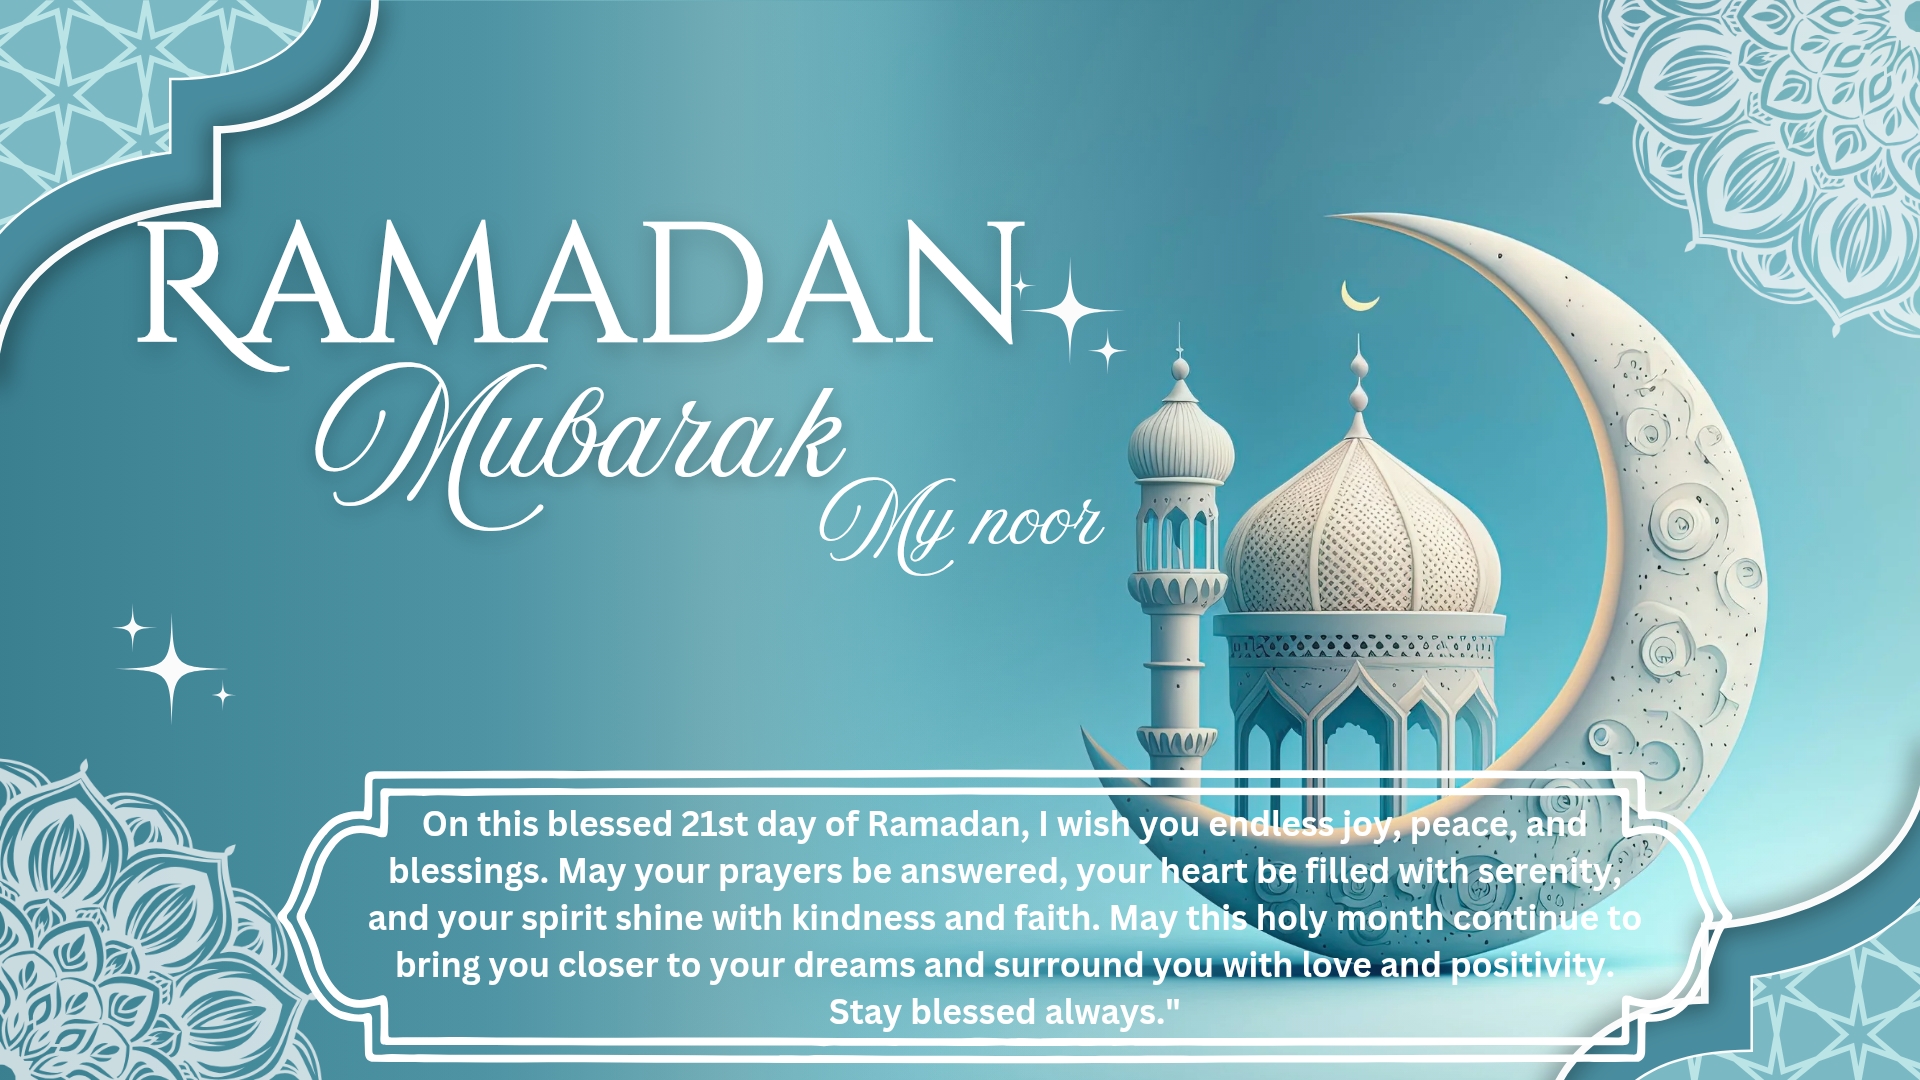 RAMADAN
Mubarak
My noor
On this blessed 21st day of Ramadan, I wish you endless joy, peace, and
blessings. May your prayers be answered, your heart be filled with serenity,
and your spirit shine with kindness and faith. May this holy month continue to
bring you closer to your dreams and surround you with love and positivity.
Stay blessed always."